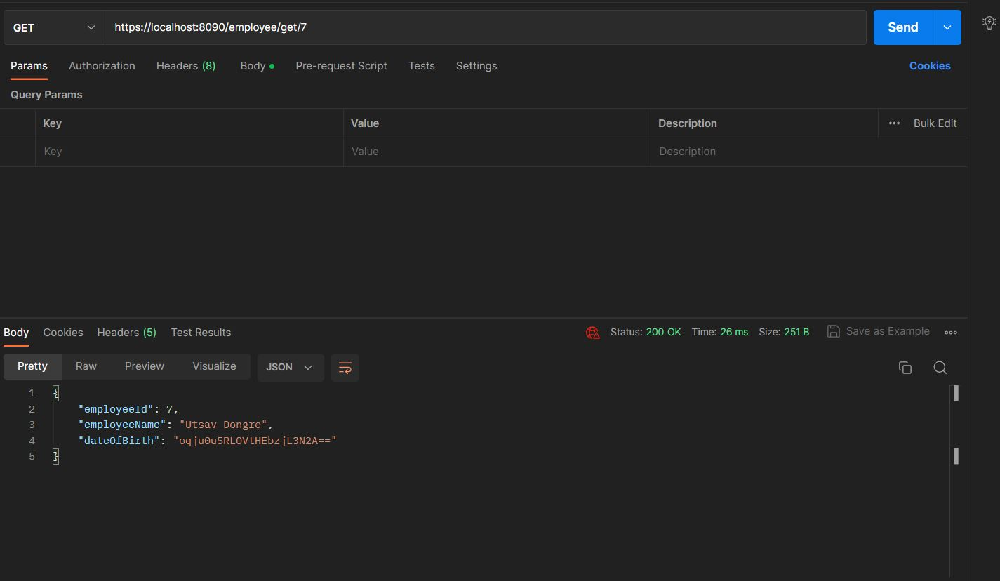 GET https://localhost:8090/employee/get/7 Send
Params Authorization Headers (8) Body Pre-request Script Tests Settings Cookies
Query Params
Key Value Description Bulk Edit
Key Value Description
Body Cookies Headers (5) Test Results Status: 200 OK Time: 26 ms Size: 251 B Save as Example
Pretty Raw Preview Visualize JSON
1 {
2 "employeeId": 7,
3 "employeeName": "Utsav Dongre",
4 "dateOfBirth": "oqju0u5RLOVtHEbzjL3N2A=="
5 }